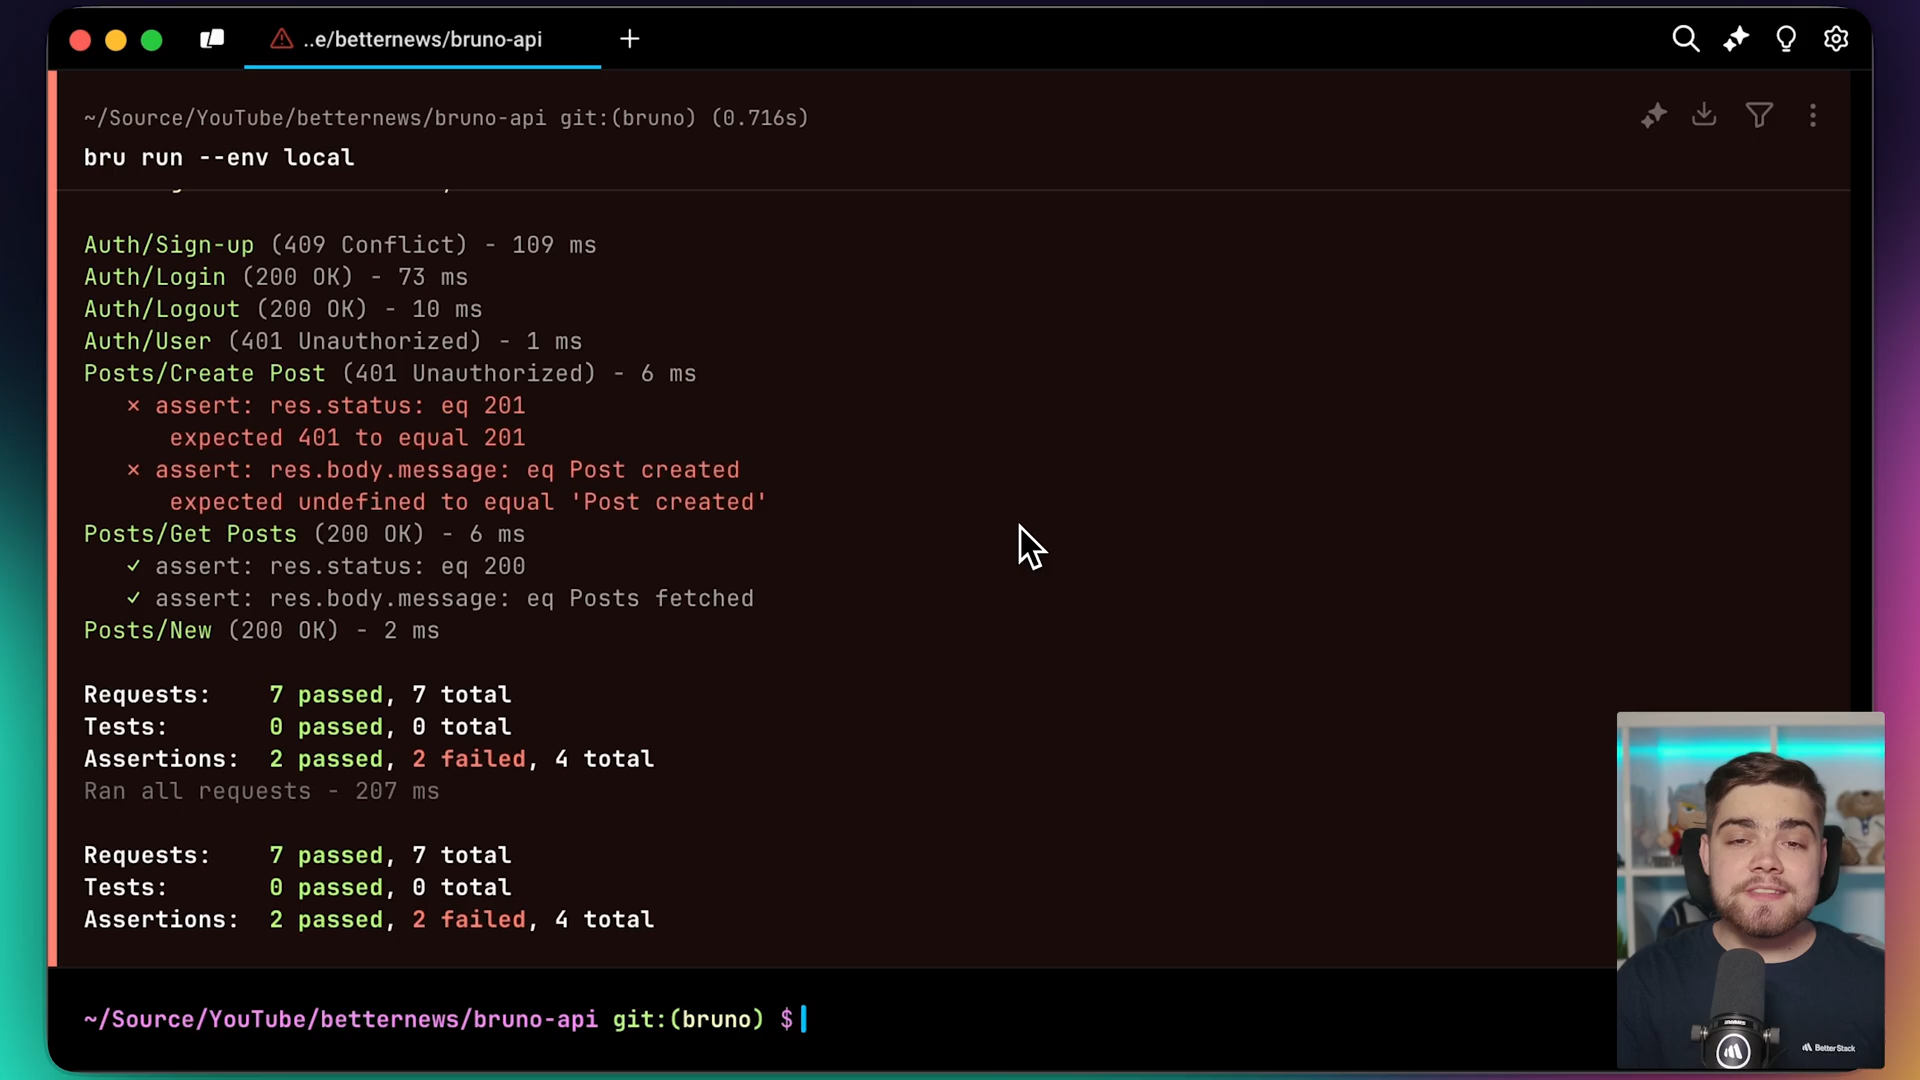 ..e/betternews/bruno-api
~/Source/YouTube/betternews/bruno-api git:(bruno) (0.716s)
bru run --env local
Auth/Sign-up (409 Conflict) - 109 ms
Auth/Login (200 OK) - 73 ms
Auth/Logout (200 OK) - 10 ms
Auth/User (401 Unauthorized) - 1 ms
Posts/Create Post (401 Unauthorized) - 6 ms
✕ assert: res.status: eq 201
expected 401 to equal 201
✕ assert: res.body.message: eq Post created
expected undefined to equal 'Post created'
Posts/Get Posts (200 OK) - 6 ms
✓ assert: res.status: eq 200
✓ assert: res.body.message: eq Posts fetched
Posts/New (200 OK) - 2 ms
Requests: 7 passed, 7 total
Tests: 0 passed, 0 total
Assertions: 2 passed, 2 failed, 4 total
Ran all requests - 207 ms
Requests: 7 passed, 7 total
Tests: 0 passed, 0 total
Assertions: 2 passed, 2 failed, 4 total
~/Source/YouTube/betternews/bruno-api git:(bruno) $
BetterStack